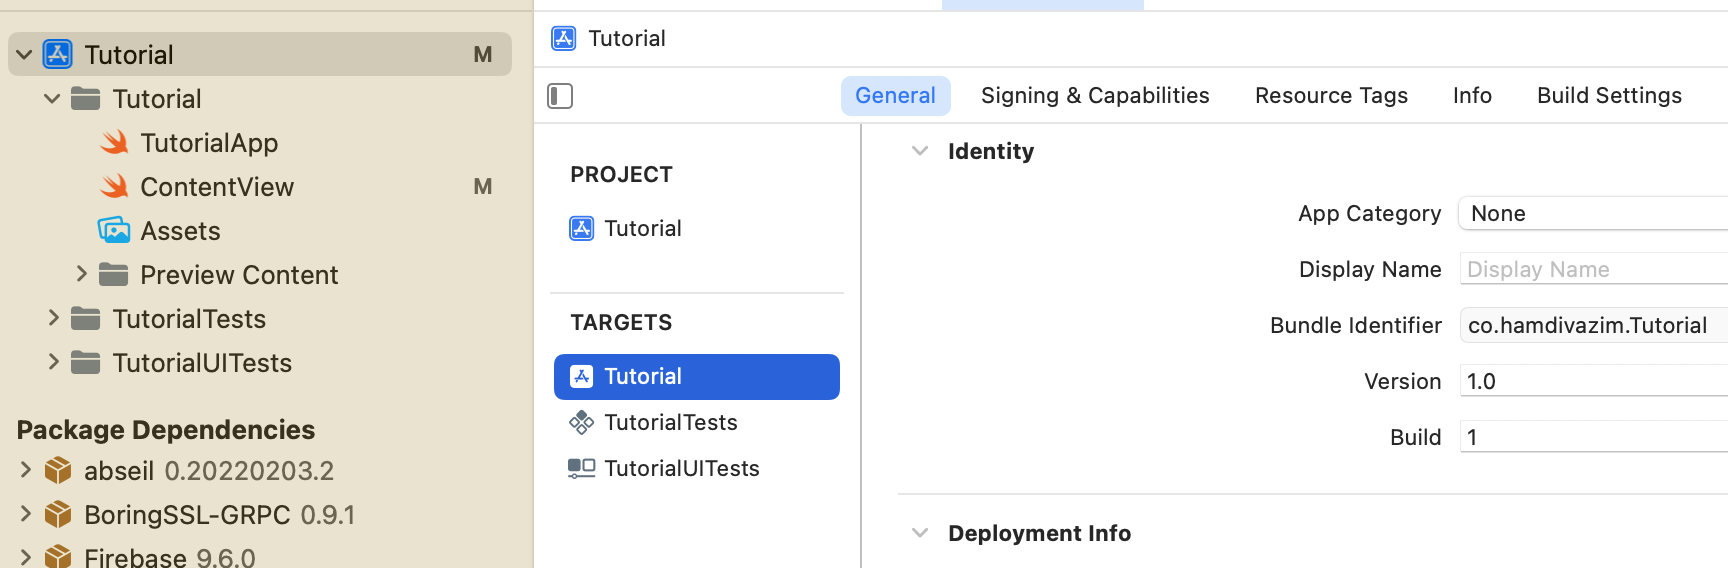 Tutorial M
Tutorial
TutorialApp
ContentView M
Assets
Preview Content
TutorialTests
TutorialUITests
Package Dependencies
abseil 0.20220203.2
BoringSSL-GRPC 0.9.1
Firebase 9.6.0
Tutorial
General Signing & Capabilities Resource Tags Info Build Settings
PROJECT
Tutorial
TARGETS
Tutorial
TutorialTests
TutorialUITests
Identity
App Category None
Display Name Display Name
Bundle Identifier co.hamdivazim.Tutorial
Version 1.0
Build 1
Deployment Info